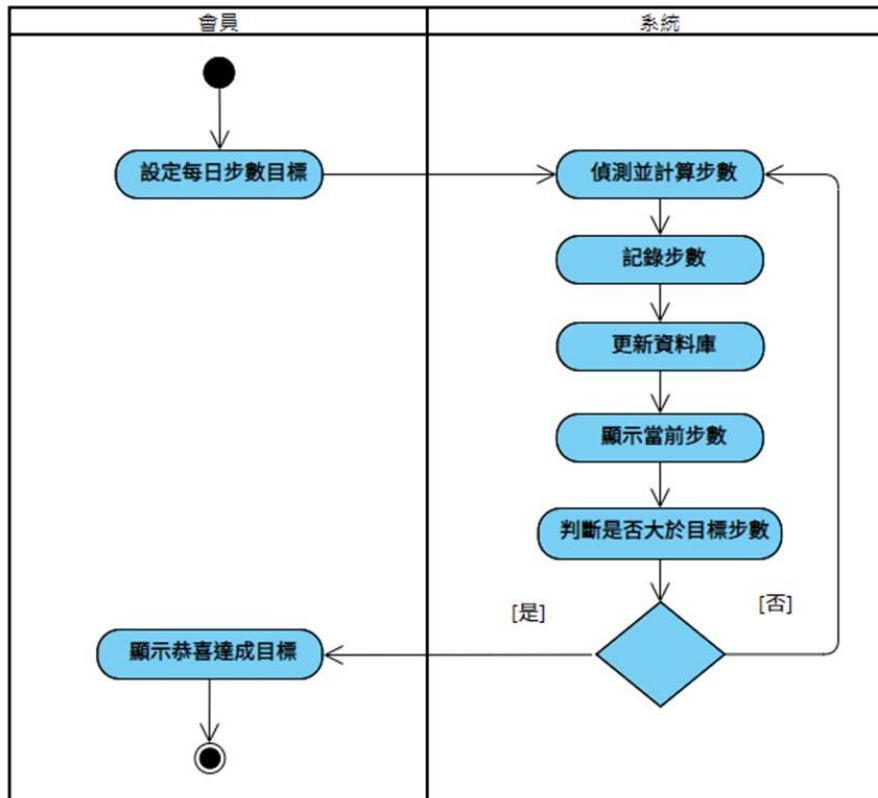 會員
系統
設定每日步數目標
偵測並計算步數
記錄步數
更新資料庫
顯示當前步數
判斷是否大於目標步數
[是]
[否]
顯示恭喜達成目標